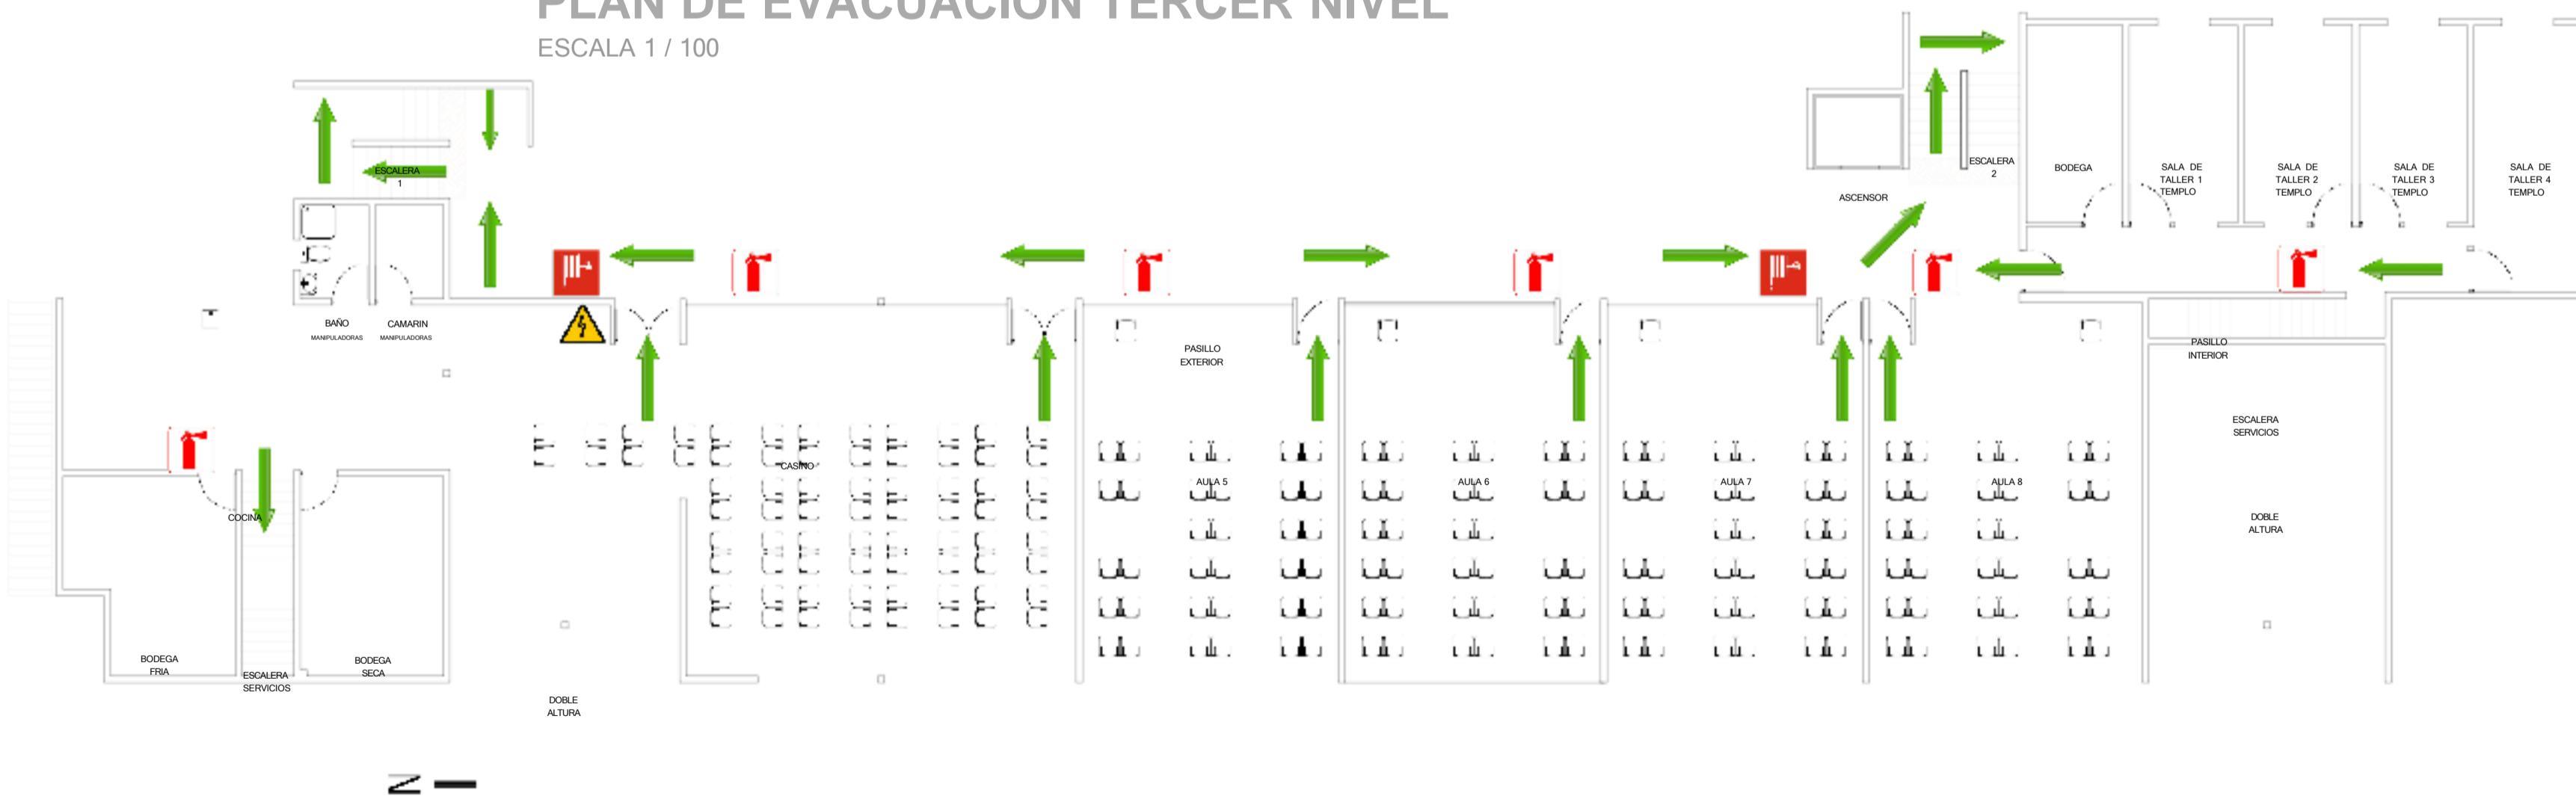 PLAN DE EVACUACION TERCER NIVEL
ESCALA 1 / 100
ESCALERA
1
ESCALERA
2
ASCENSOR
BODEGA
SALA DE
TALLER 1
TEMPLO
SALA DE
TALLER 2
TEMPLO
SALA DE
TALLER 3
TEMPLO
SALA DE
TALLER 4
TEMPLO
BAÑO
MANIPULADORAS
CAMARIN
MANIPULADORAS
PASILLO
EXTERIOR
PASILLO
INTERIOR
ESCALERA
SERVICIOS
CASINO
AULA 5
AULA 6
AULA 7
AULA 8
COCINA
DOBLE
ALTURA
BODEGA
FRIA
ESCALERA
SERVICIOS
BODEGA
SECA
DOBLE
ALTURA
N